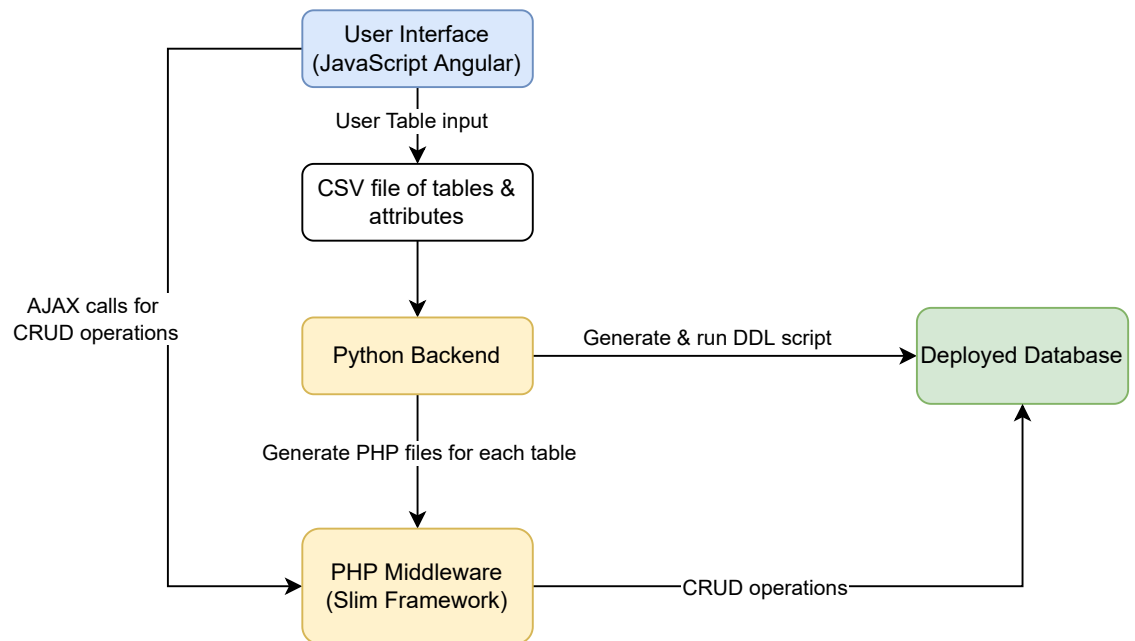 User Interface
(JavaScript Angular)
User Table input
CSV file of tables &
attributes
AJAX calls for
CRUD operations
Python Backend
Generate & run DDL script
Deployed Database
Generate PHP files for each table
PHP Middleware
(Slim Framework)
CRUD operations